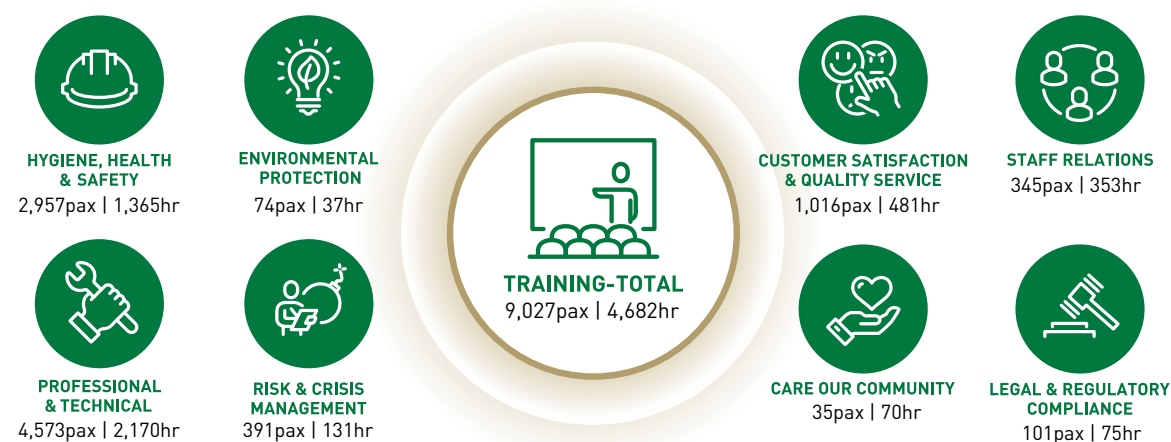 HYGIENE, HEALTH
& SAFETY
2,957pax | 1,365hr
ENVIRONMENTAL
PROTECTION
74pax | 37hr
PROFESSIONAL
& TECHNICAL
4,573pax | 2,170hr
RISK & CRISIS
MANAGEMENT
391pax | 131hr
TRAINING-TOTAL
9,027pax | 4,682hr
CUSTOMER SATISFACTION
& QUALITY SERVICE
1,016pax | 481hr
STAFF RELATIONS
345pax | 353hr
CARE OUR COMMUNITY
35pax | 70hr
LEGAL & REGULATORY
COMPLIANCE
101pax | 75hr